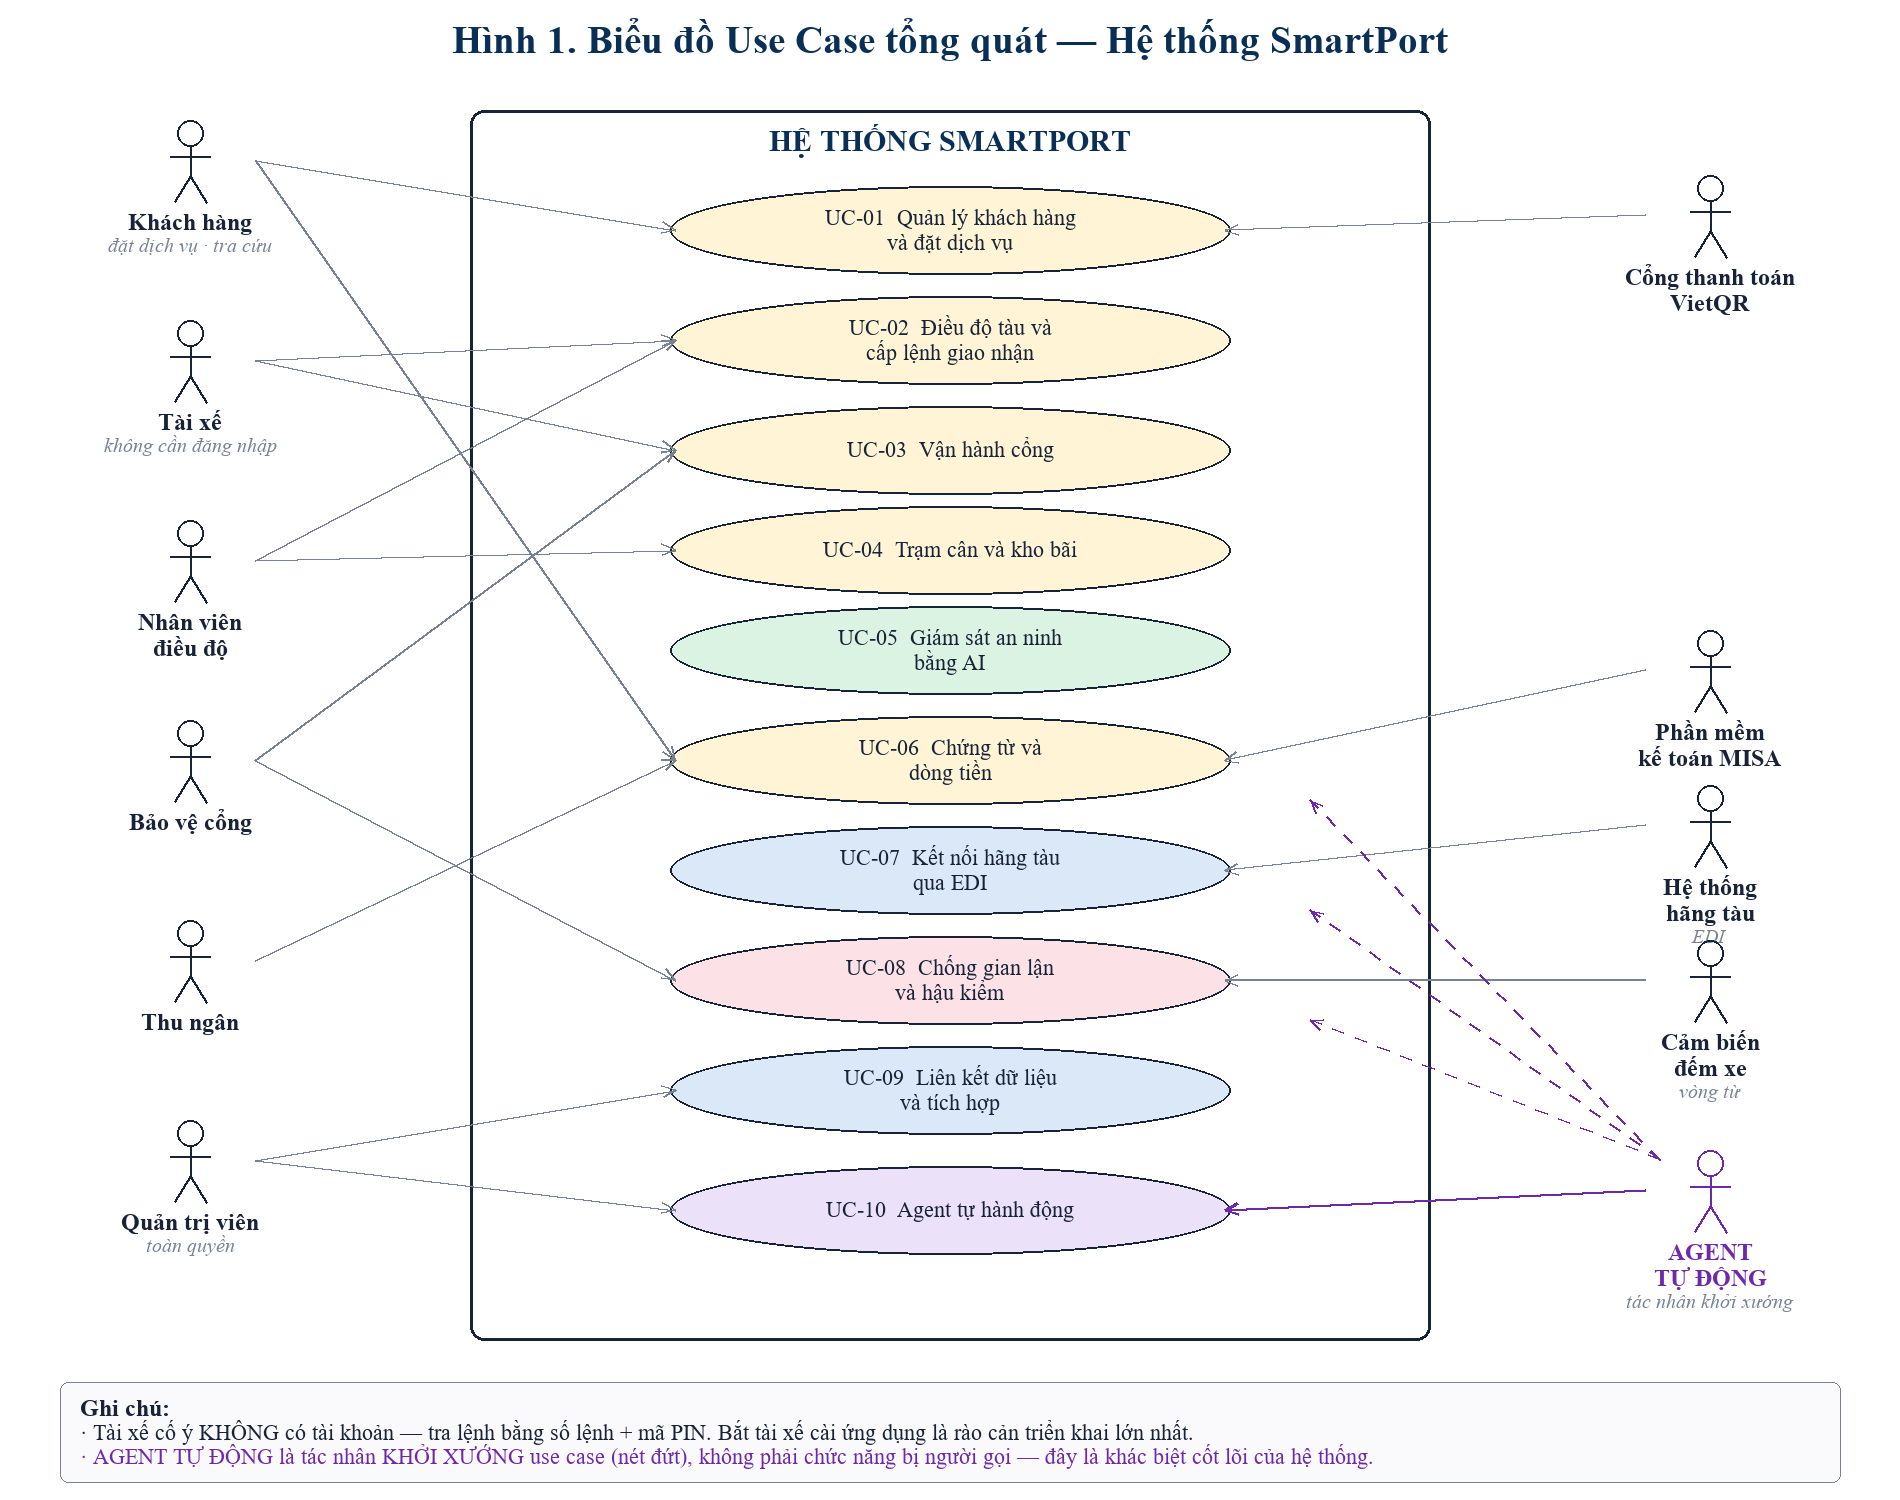 Hình 1. Biểu đồ Use Case tổng quát — Hệ thống SmartPort
HỆ THỐNG SMARTPORT
Khách hàng
đặt dịch vụ · tra cứu
Tài xế
không cần đăng nhập
Nhân viên
điều độ
Bảo vệ cổng
Thu ngân
Quản trị viên
toàn quyền
UC-01 Quản lý khách hàng
và đặt dịch vụ
UC-02 Điều độ tàu và
cấp lệnh giao nhận
UC-03 Vận hành cổng
UC-04 Trạm cân và kho bãi
UC-05 Giám sát an ninh
bằng AI
UC-06 Chứng từ và
dòng tiền
UC-07 Kết nối hãng tàu
qua EDI
UC-08 Chống gian lận
và hậu kiểm
UC-09 Liên kết dữ liệu
và tích hợp
UC-10 Agent tự hành động
Cổng thanh toán
VietQR
Phần mềm
kế toán MISA
Hệ thống
hãng tàu
EDI
Cảm biến
đếm xe
vòng từ
AGENT
TỰ ĐỘNG
tác nhân khởi xướng
Ghi chú:
· Tài xế cố ý KHÔNG có tài khoản — tra lệnh bằng số lệnh + mã PIN. Bắt tài xế cài ứng dụng là rào cản triển khai lớn nhất.
· AGENT TỰ ĐỘNG là tác nhân KHỞI XƯỚNG use case (nét đứt), không phải chức năng bị người gọi — đây là khác biệt cốt lõi của hệ thống.